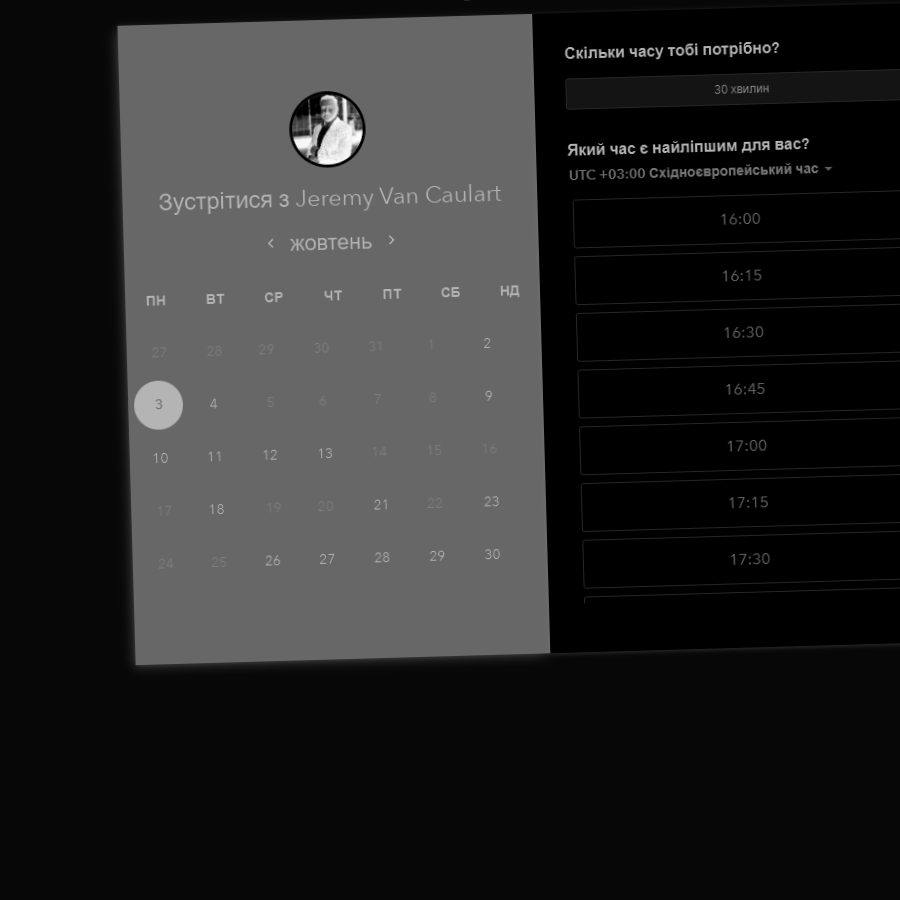 Зустрітися з Jeremy Van Caulart
жовтень
ПН ВТ СР ЧТ ПТ СБ НД
27 28 29 30 31 1 2
3 4 5 6 7 8 9
10 11 12 13 14 15 16
17 18 19 20 21 22 23
24 25 26 27 28 29 30
Скільки часу тобі потрібно?
30 хвилин
Який час є найліпшим для вас?
UTC +03:00 Східноєвропейський час
16:00
16:15
16:30
16:45
17:00
17:15
17:30